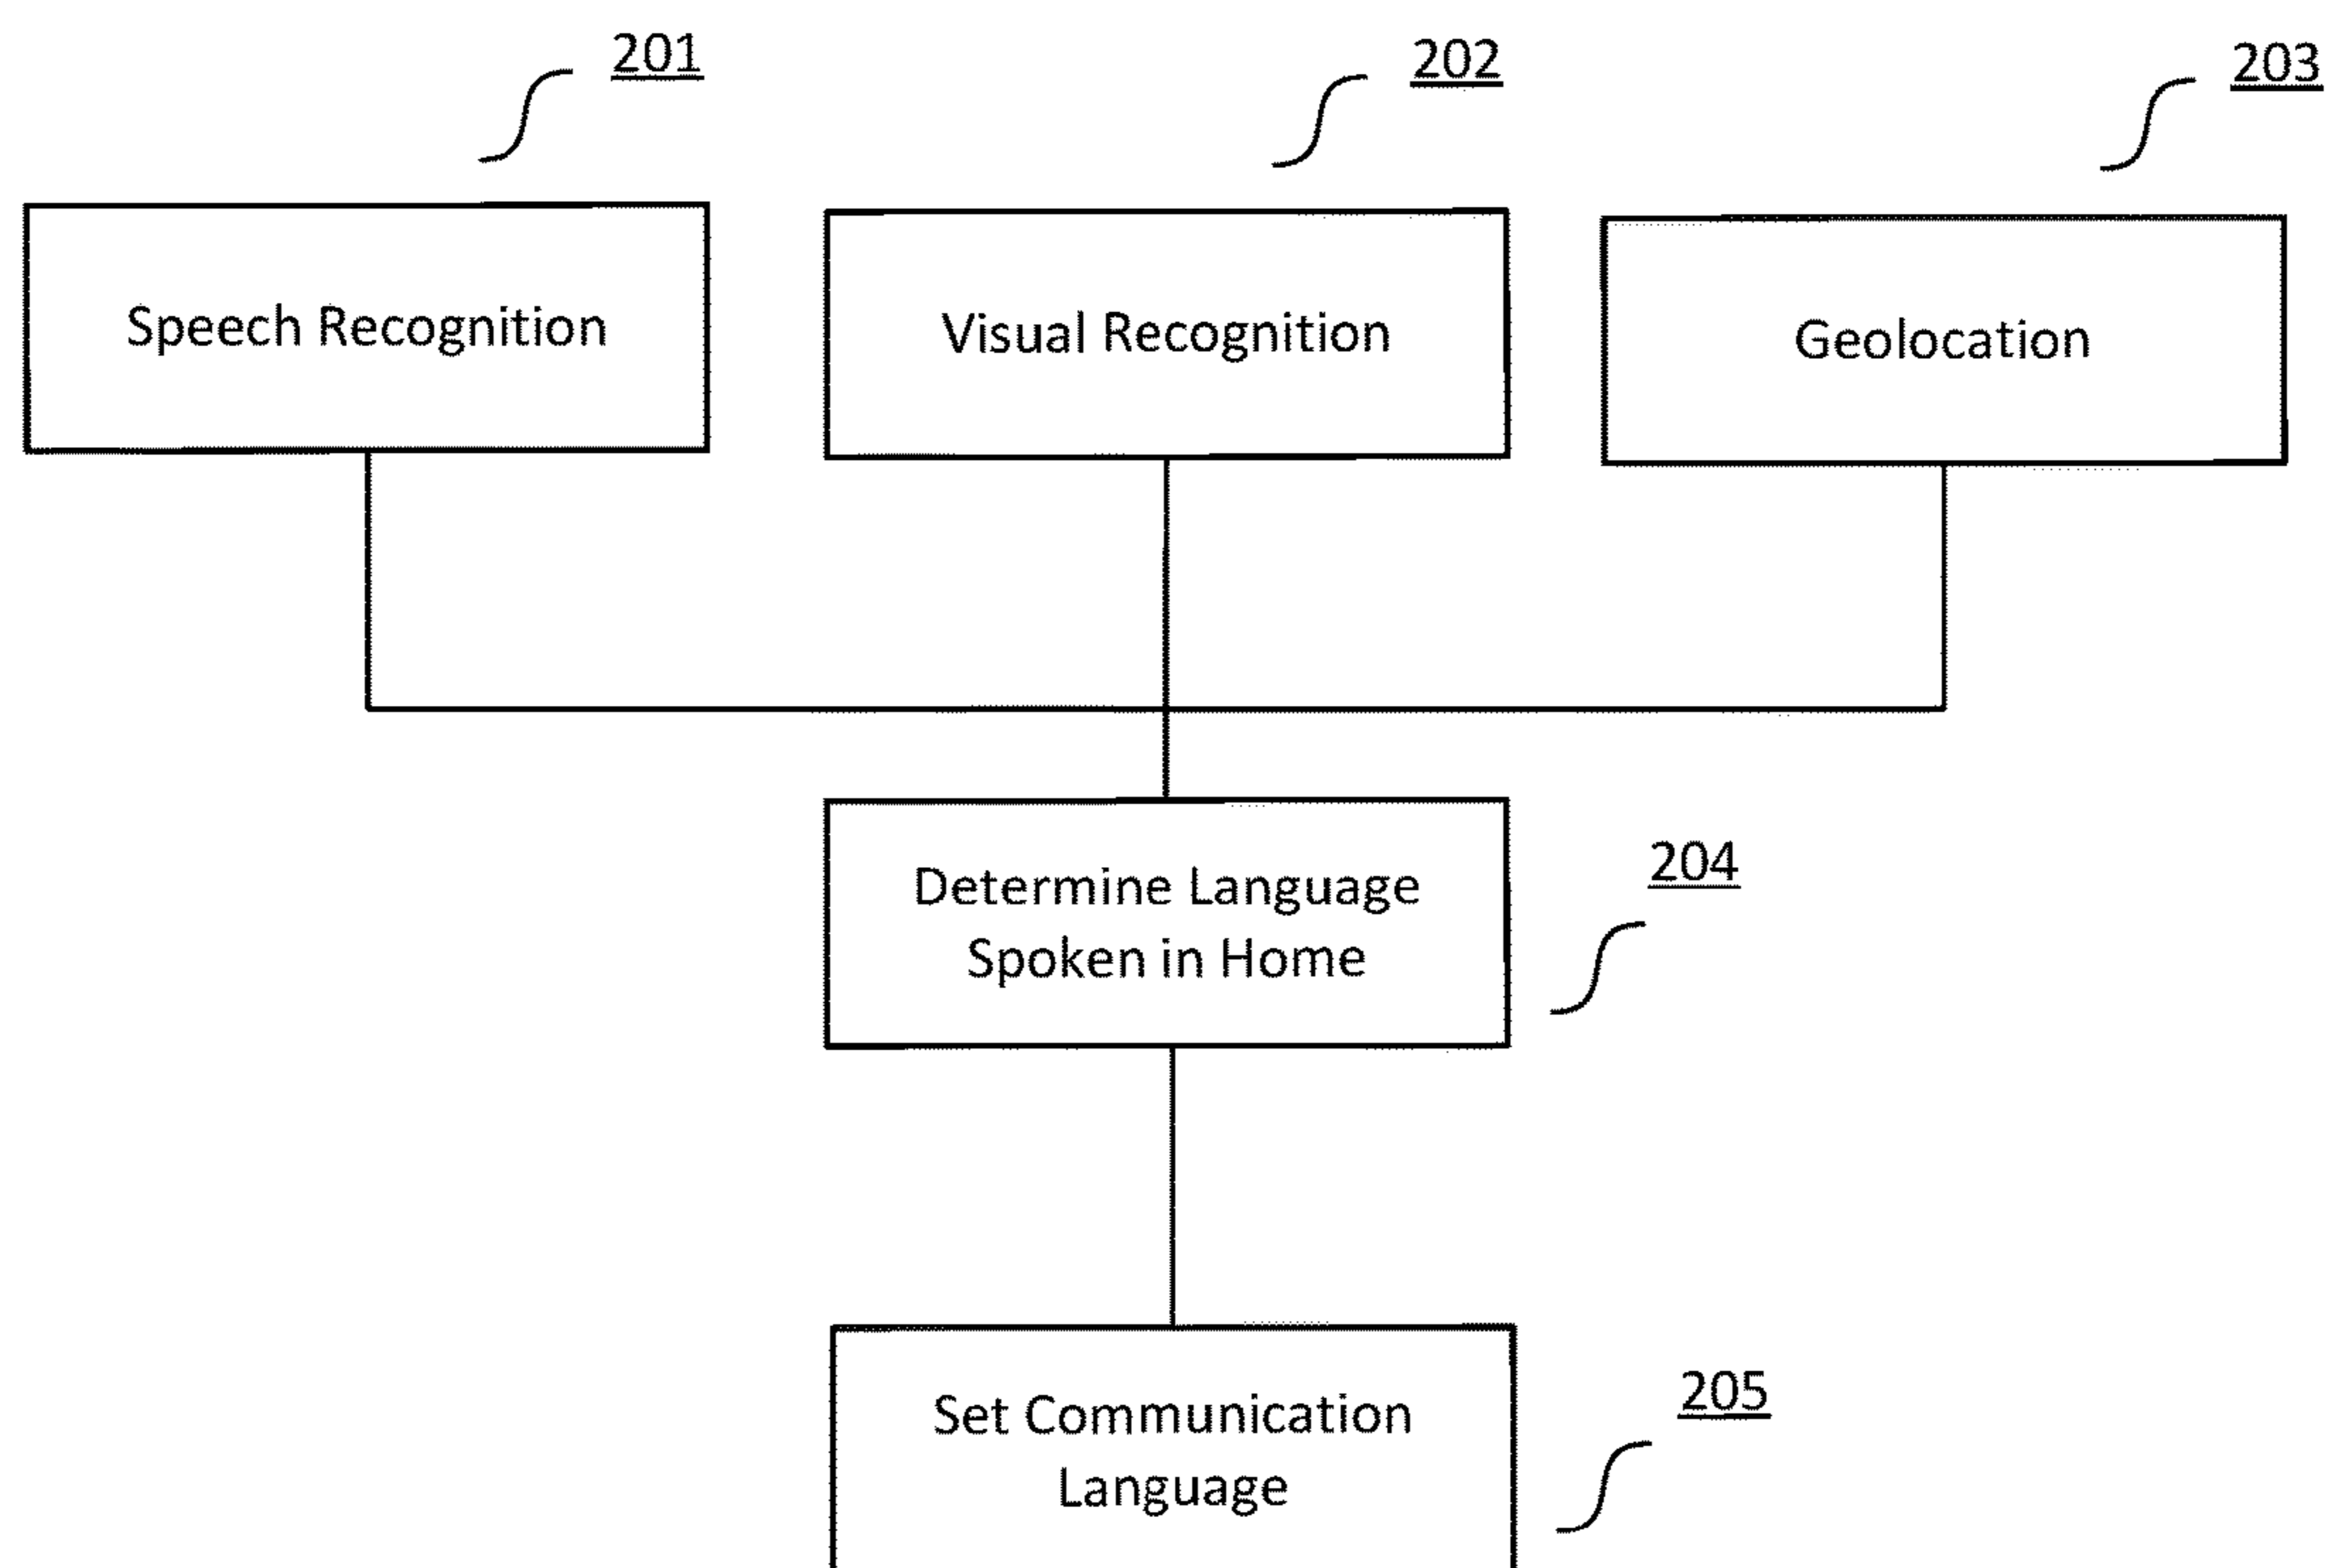 201
202
203
Speech Recognition
Visual Recognition
Geolocation
Determine Language
Spoken in Home
204
Set Communication
Language
205